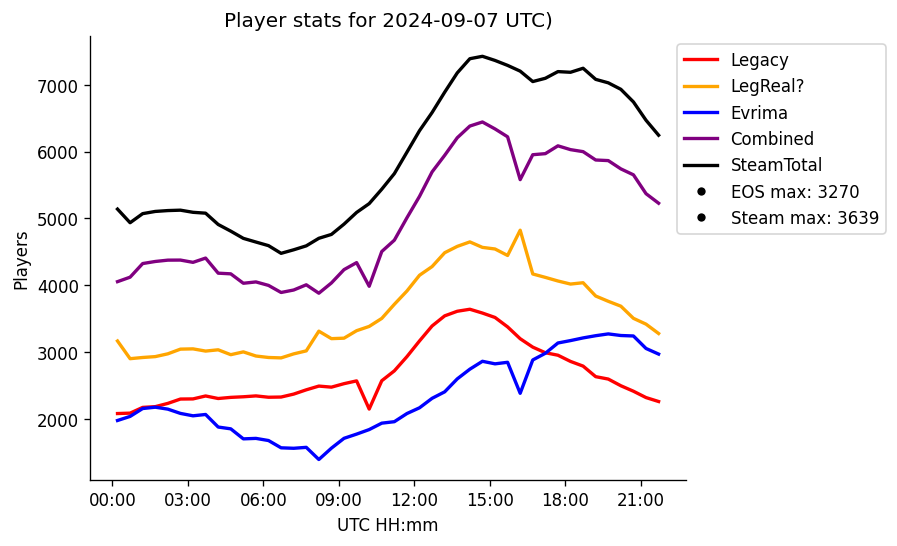 Player stats for 2024-09-07 UTC)
Players
7000
6000
5000
4000
3000
2000
00:00
03:00
06:00
09:00
12:00
15:00
18:00
21:00
UTC HH:mm
Legacy
LegReal?
Evrima
Combined
SteamTotal
EOS max: 3270
Steam max: 3639